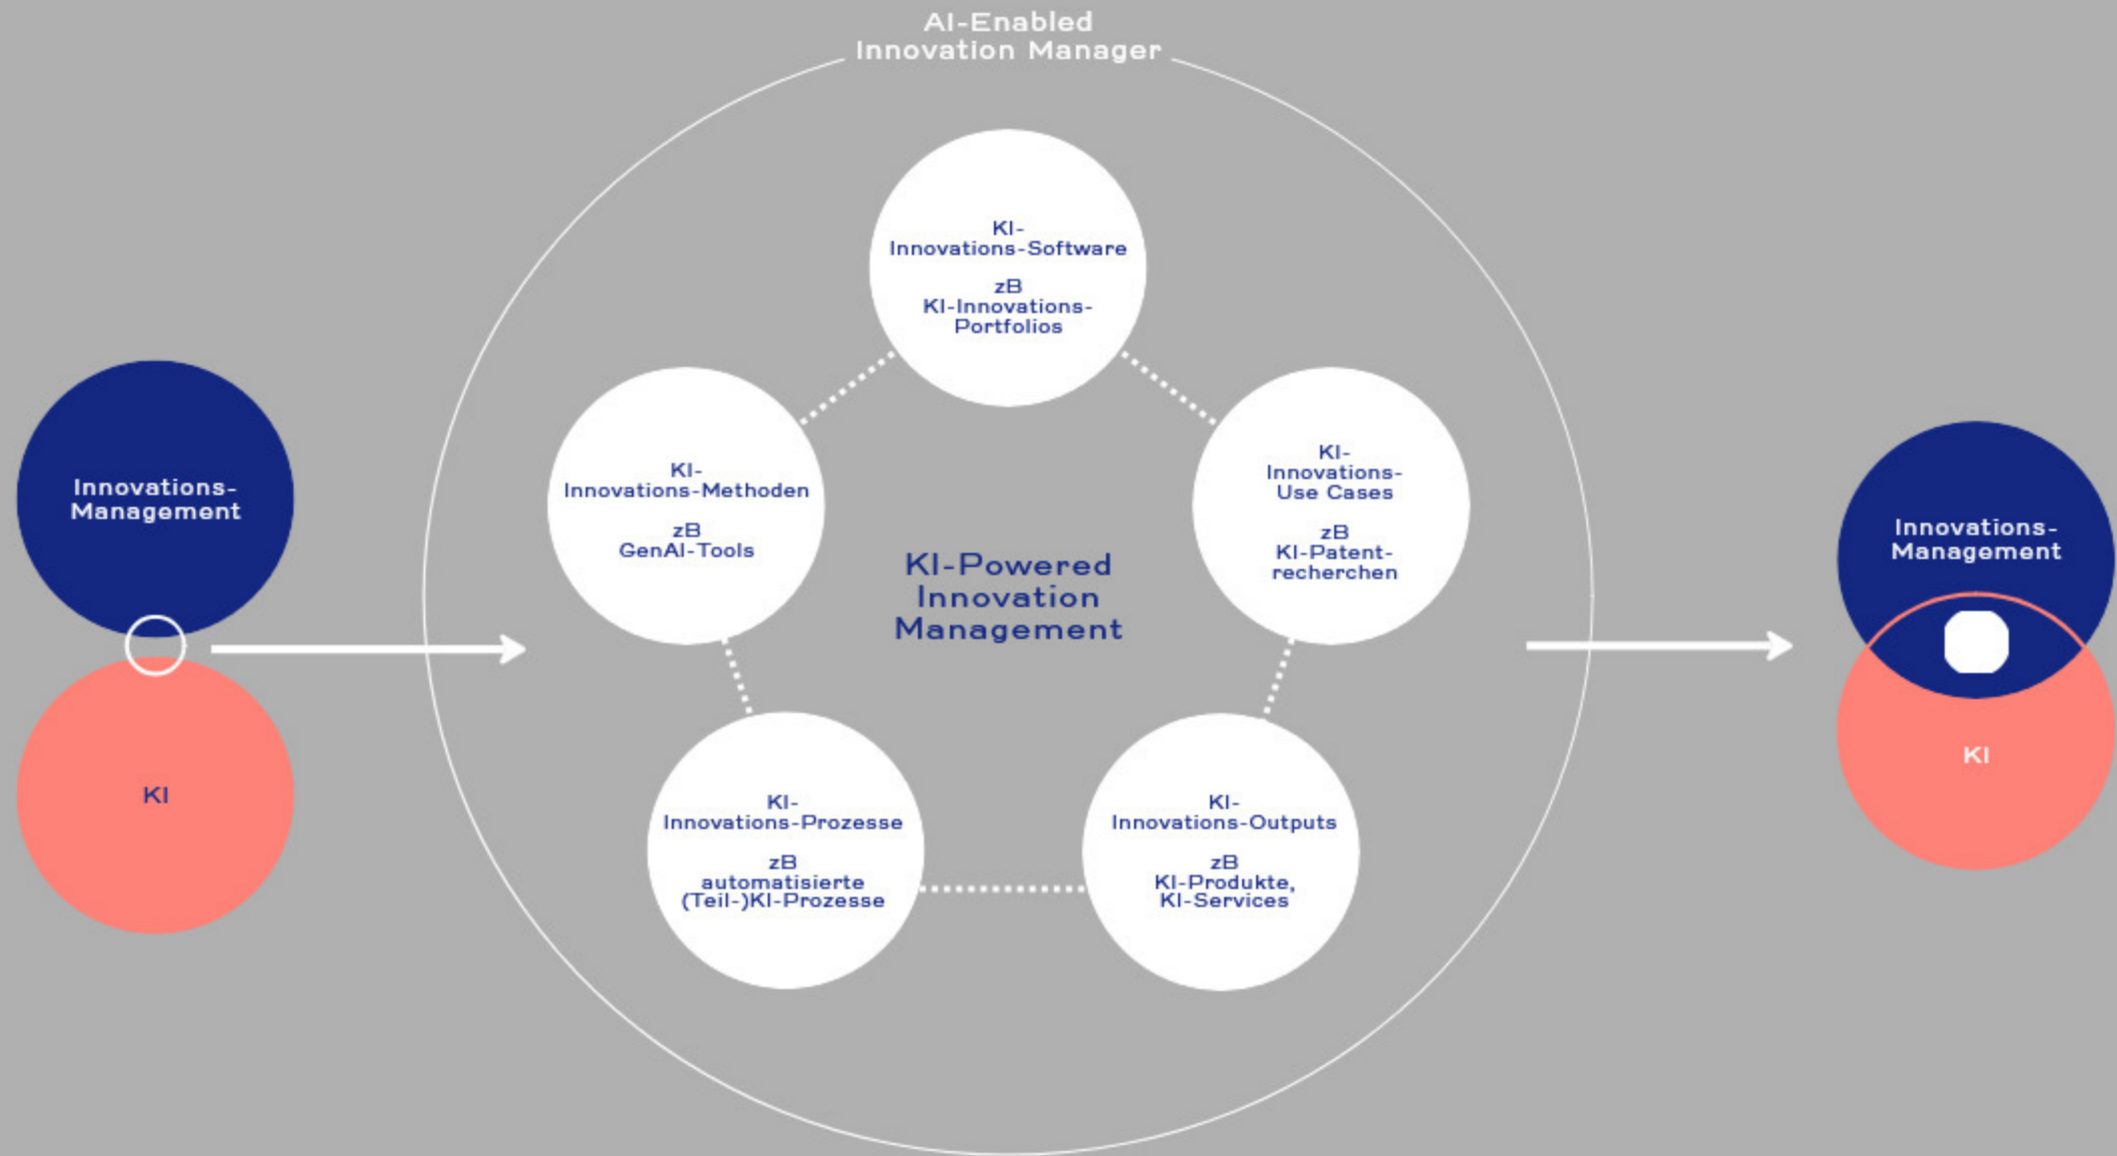 AI-Enabled
Innovation Manager
Innovations-
Management
KI
KI-
Innovations-Software
zB
KI-Innovations-
Portfolios
KI-
Innovations-Methoden
zB
GenAI-Tools
KI-
Innovations-
Use Cases
zB
KI-Patent-
recherchen
KI-Powered
Innovation
Management
KI-
Innovations-Prozesse
zB
automatisierte
(Teil-)KI-Prozesse
KI-
Innovations-Outputs
zB
KI-Produkte,
KI-Services
Innovations-
Management
KI